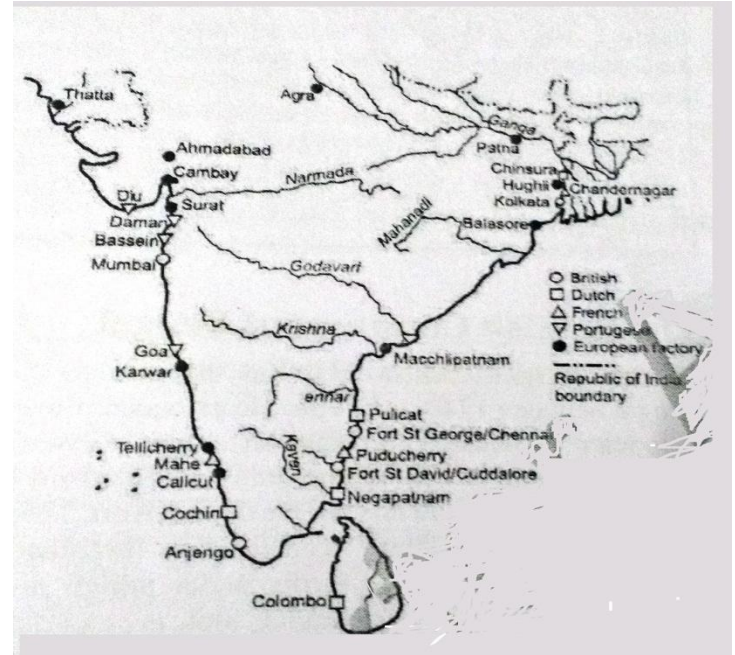 Thatta
Agra
Ganga
Patna
Ahmadabad
Cambay
Narmada
Chinsura
Hughli
Chandernagar
Kolkata
Diu
Surat
Daman
Mahanadi
Balasore
Bassein
Mumbai
Godavari
British
Dutch
French
Portugese
European factory
Republic of India
boundary
Krishna
Goa
Macchlipatnam
Karwar
ennar
Pulicat
Fort St George/Chennai
Tellicherry
Kaveri
Puducherry
Mahe
Fort St David/Cuddalore
Calicut
Negapatnam
Cochin
Anjengo
Colombo